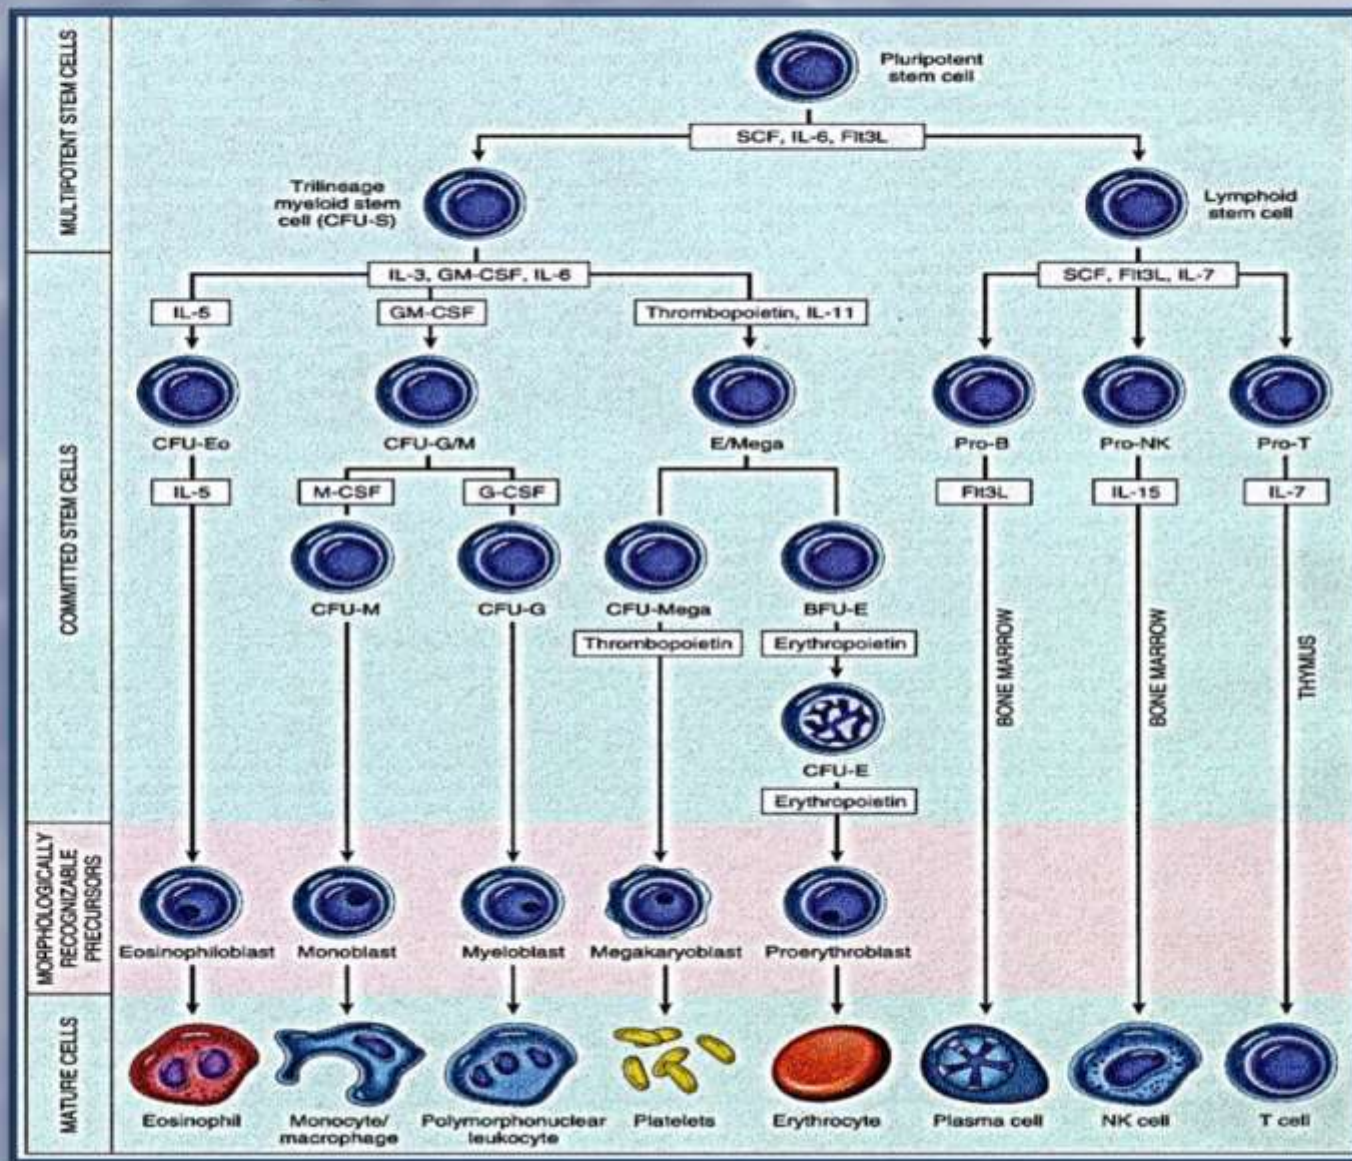 MULTIPOTENT STEM CELLS
Pluripotent
stem cell
SCF, IL-6, Flt3L
Trilineage
myeloid stem
cell (CFU-S)
Lymphoid
stem cell
COMMITTED STEM CELLS
IL-3, GM-CSF, IL-6
SCF, Flt3L, IL-7
IL-5
GM-CSF
Thrombopoietin, IL-11
CFU-Eo
CFU-G/M
E/Mega
Pro-B
Pro-NK
Pro-T
IL-5
M-CSF
G-CSF
Flt3L
IL-15
IL-7
CFU-M
CFU-G
CFU-Mega
BFU-E
Thrombopoietin
Erythropoietin
BONE MARROW
BONE MARROW
THYMUS
CFU-E
Erythropoietin
MORPHOLOGICALLY
RECOGNIZABLE
PRECURSORS
Eosinophiloblast
Monoblast
Myeloblast
Megakaryoblast
Proerythroblast
MATURE CELLS
Eosinophil
Monocyte/
macrophage
Polymorphonuclear
leukocyte
Platelets
Erythrocyte
Plasma cell
NK cell
T cell